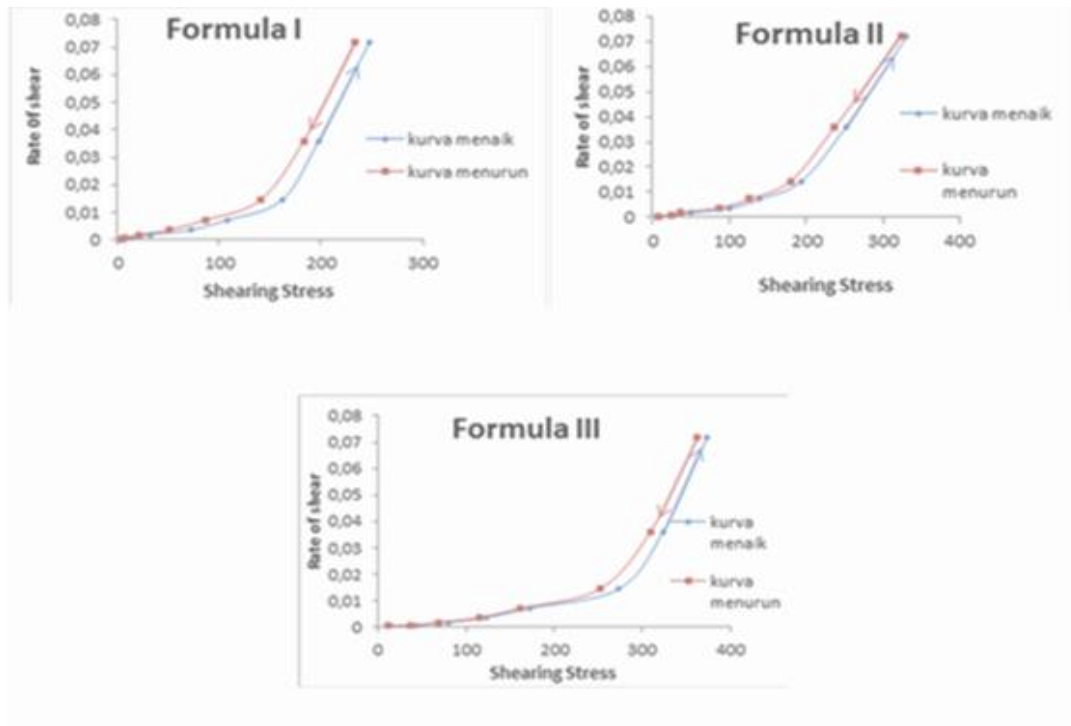 Formula I
0,08
0,07
0,06
0,05
0,04
0,03
0,02
0,01
0
Rate Of shear
0 100 200 300
Shearing Stress
kurva menaik
kurva menurun
Formula II
0,08
0,07
0,06
0,05
0,04
0,03
0,02
0,01
0
Rate of shear
0 100 200 300 400
Shearing Stress
kurva menaik
kurva
menurun
Formula III
0,08
0,07
0,06
0,05
0,04
0,03
0,02
0,01
0
Rate of shear
0 100 200 300 400
Shearing Stress
kurva
menaik
kurva
menurun